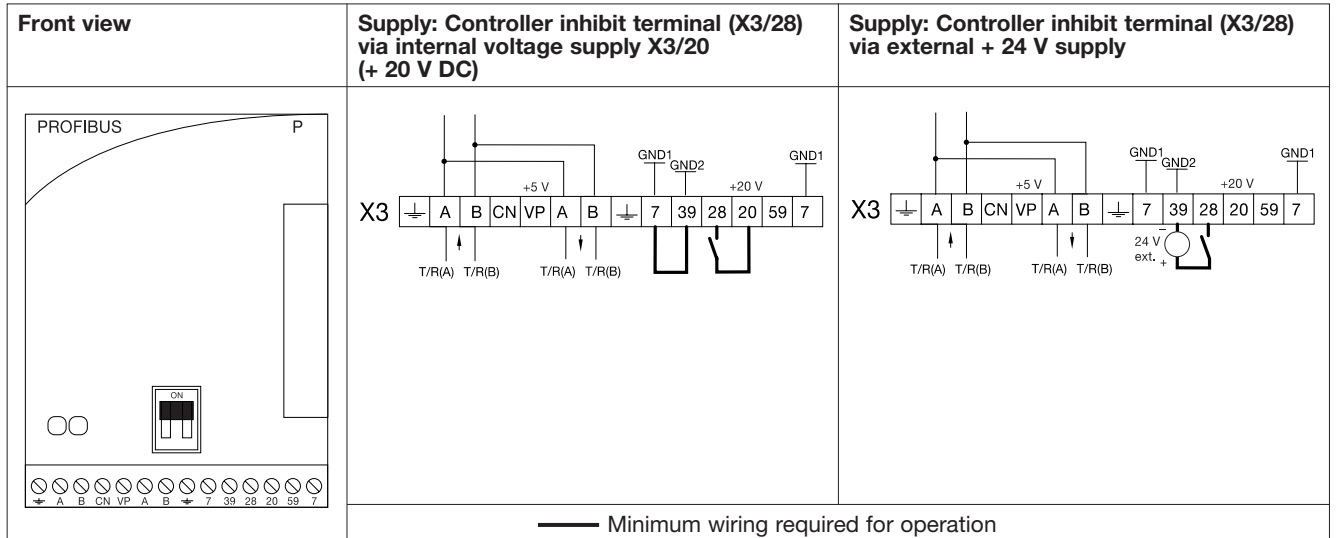 Front view
Supply: Controller inhibit terminal (X3/28)
via internal voltage supply X3/20
(+ 20 V DC)
Supply: Controller inhibit terminal (X3/28)
via external + 24 V supply
PROFIBUS P
ON
A B CN VP A B 7 39 28 20 59 7
GND1 GND2 GND1
+5 V +20 V
X3 A B CN VP A B 7 39 28 20 59 7
T/R(A) T/R(B) T/R(A) T/R(B)
GND1 GND2 GND1
+5 V +20 V
X3 A B CN VP A B 7 39 28 20 59 7
24 V –
ext. +
T/R(A) T/R(B) T/R(A) T/R(B)
Minimum wiring required for operation